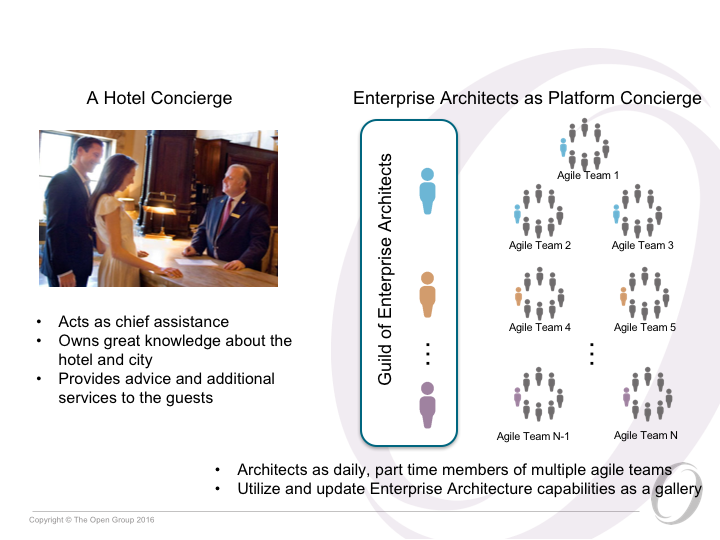 A Hotel Concierge
Enterprise Architects as Platform Concierge
Guild of Enterprise Architects
Agile Team 1
Agile Team 2
Agile Team 3
Agile Team 4
Agile Team 5
Agile Team N-1
Agile Team N
• Acts as chief assistance
• Owns great knowledge about the
hotel and city
• Provides advice and additional
services to the guests
• Architects as daily, part time members of multiple agile teams
• Utilize and update Enterprise Architecture capabilities as a gallery
Copyright © The Open Group 2016